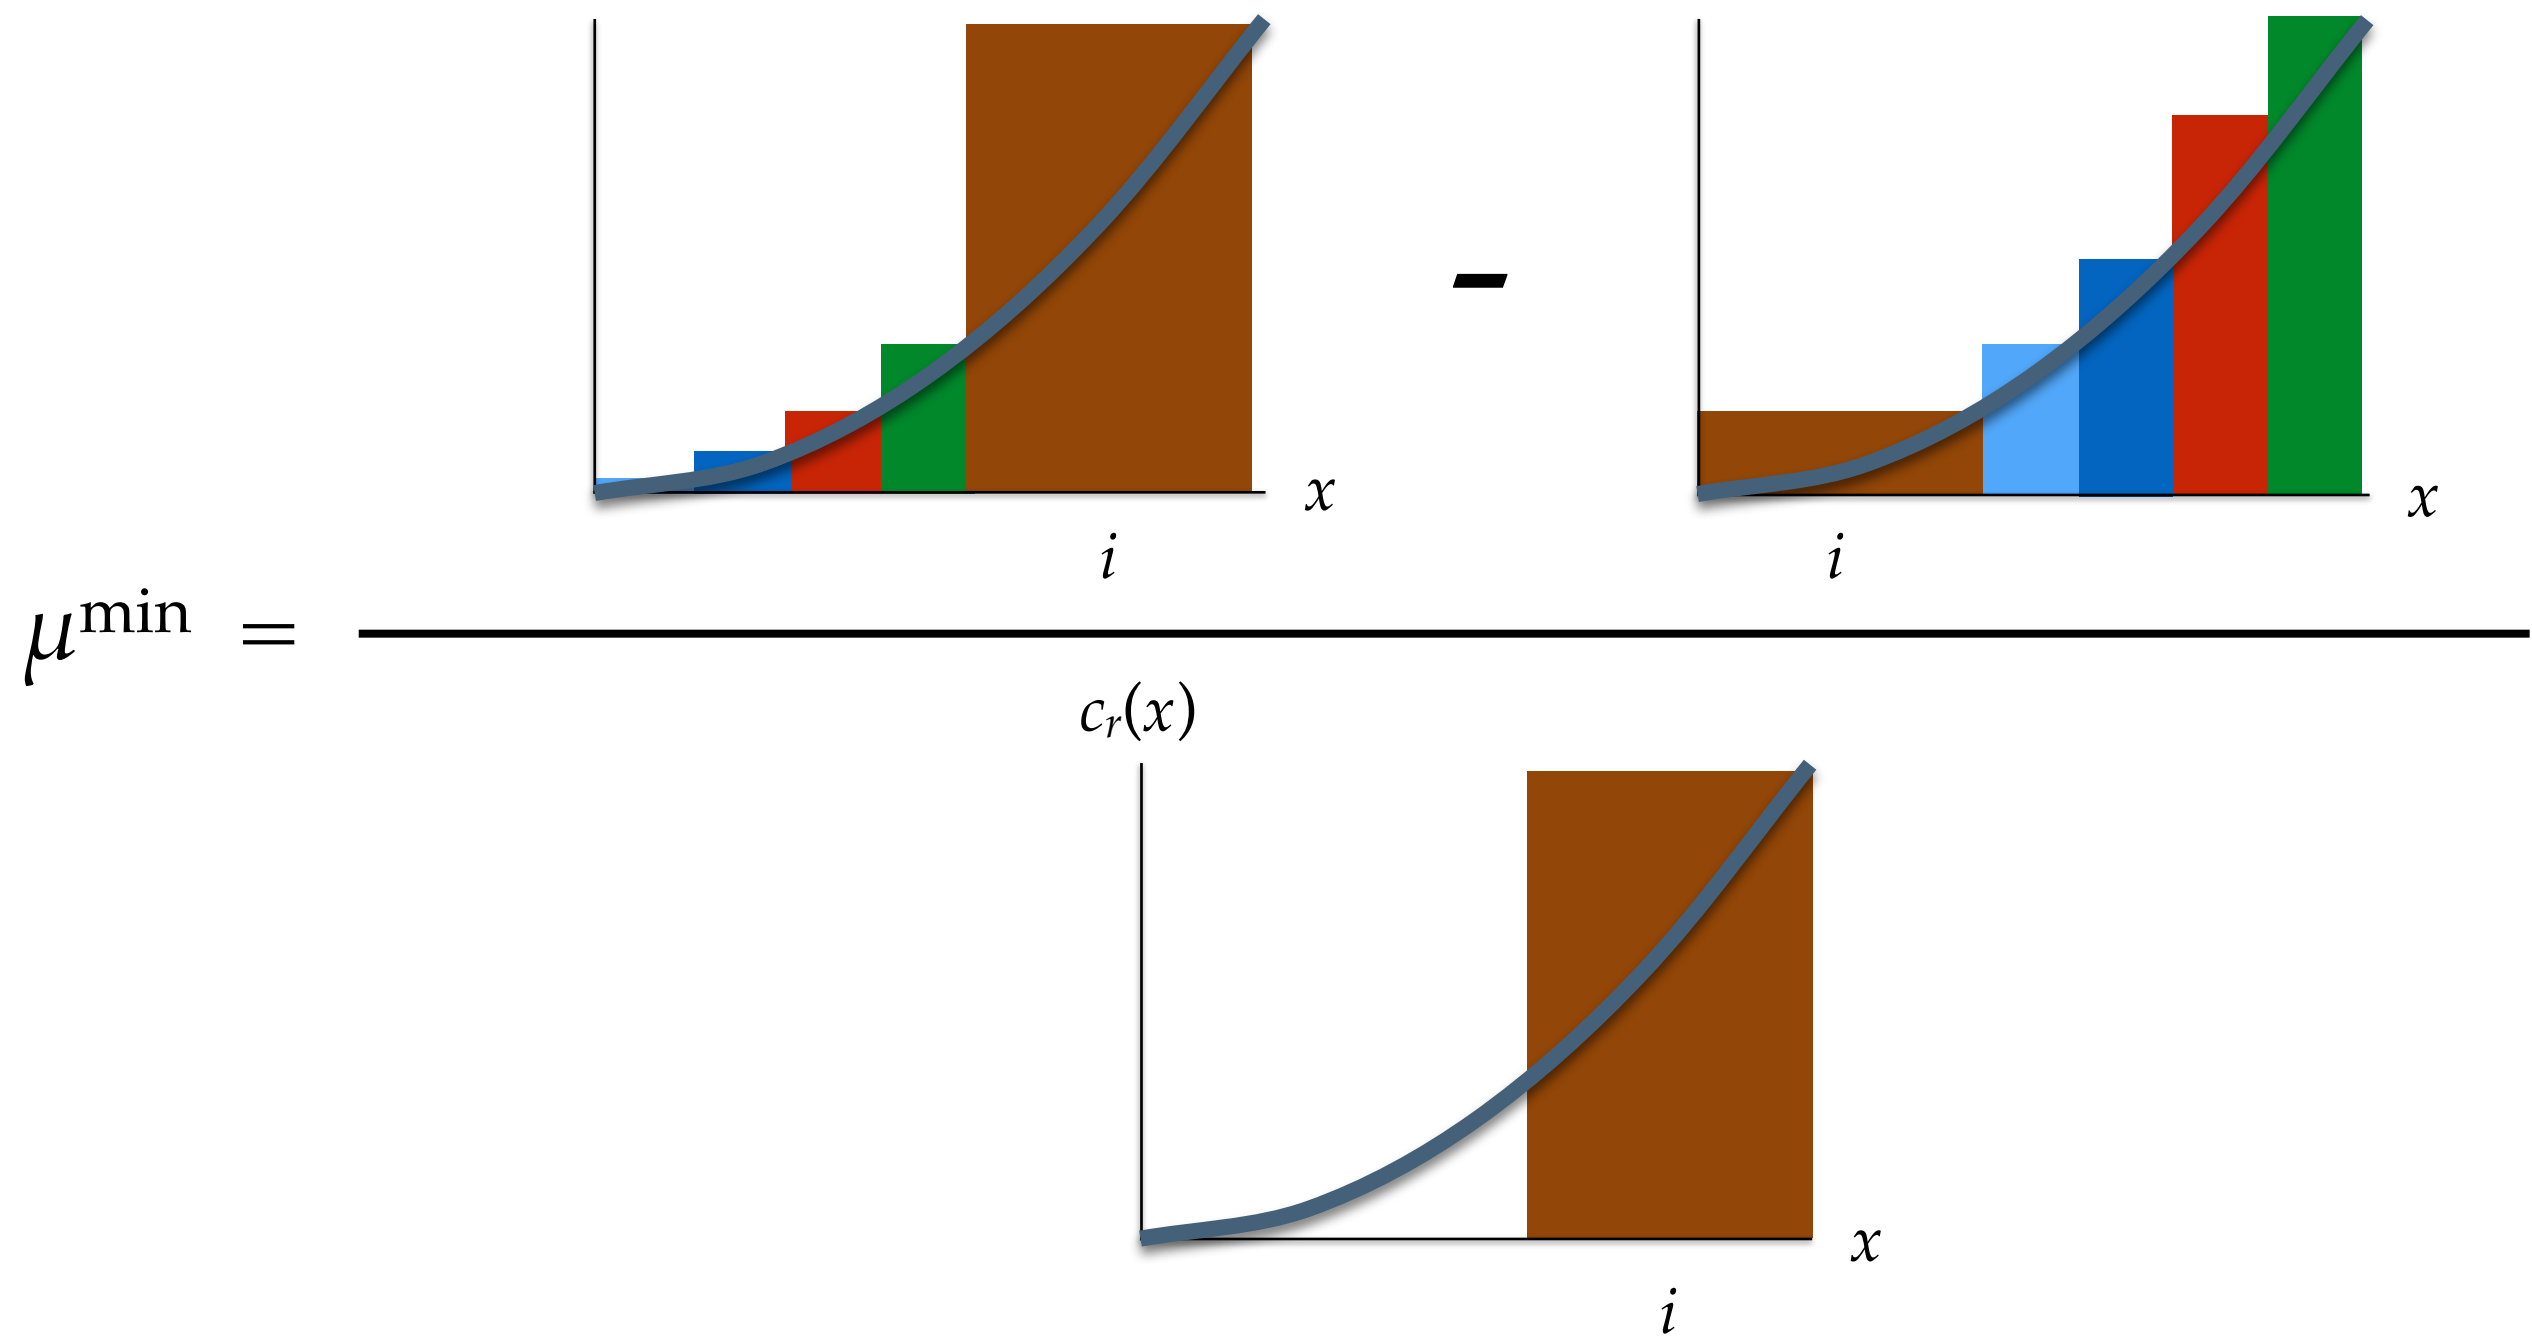 -
x x
i i
μ^min =
c_r(x)
x
i